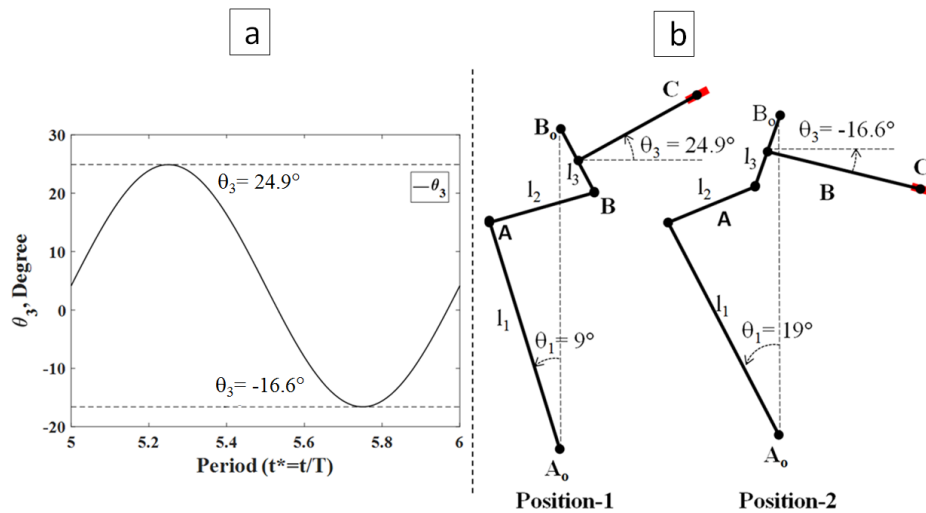 a
b
30
20
10
0
-10
-20
θ₃, Degree
θ₃= 24.9°
—θ₃
θ₃= -16.6°
5
5.2
5.4
5.6
5.8
6
Period (t*=t/T)
C
Bₒ
θ₃= 24.9°
l₃
l₂
B
A
l₁
θ₁= 9°
Aₒ
Position-1
Bₒ
θ₃= -16.6°
l₃
l₂
C
B
A
l₁
θ₁= 19°
Aₒ
Position-2